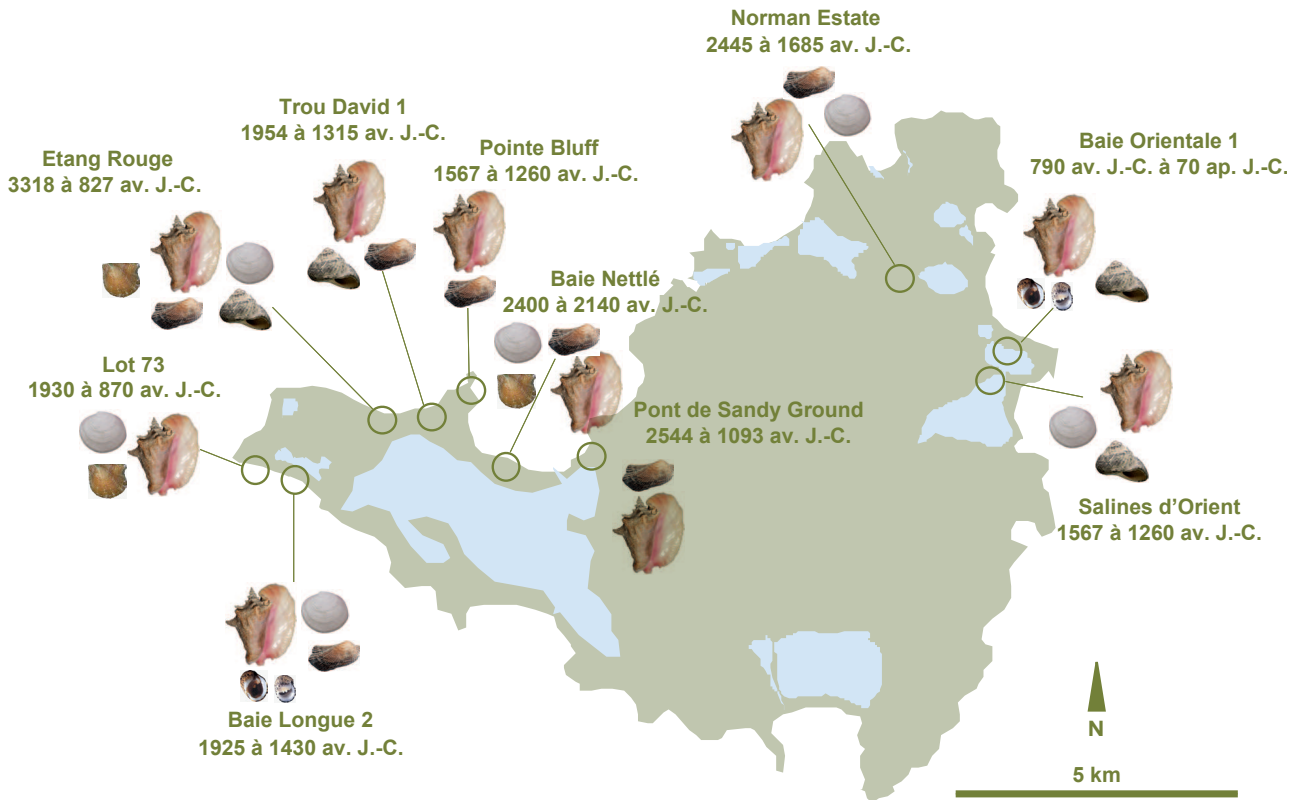 Norman Estate
2445 à 1685 av. J.-C.
Trou David 1
1954 à 1315 av. J.-C.
Pointe Bluff
1567 à 1260 av. J.-C.
Baie Orientale 1
790 av. J.-C. à 70 ap. J.-C.
Etang Rouge
3318 à 827 av. J.-C.
Baie Nettlé
2400 à 2140 av. J.-C.
Lot 73
1930 à 870 av. J.-C.
Pont de Sandy Ground
2544 à 1093 av. J.-C.
Salines d’Orient
1567 à 1260 av. J.-C.
Baie Longue 2
1925 à 1430 av. J.-C.
N
5 km